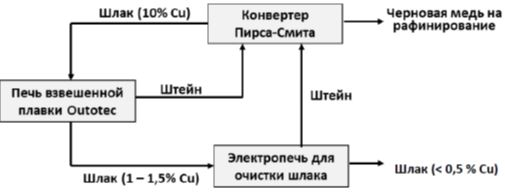 Шлак (10% Cu)
Конвертер
Пирса-Смита
Черновая медь на
рафинирование
Печь взвешенной
плавки Outotec
Штейн
Штейн
Шлак (1 – 1,5% Cu)
Электропечь для
очистки шлака
Шлак (< 0,5 % Cu)